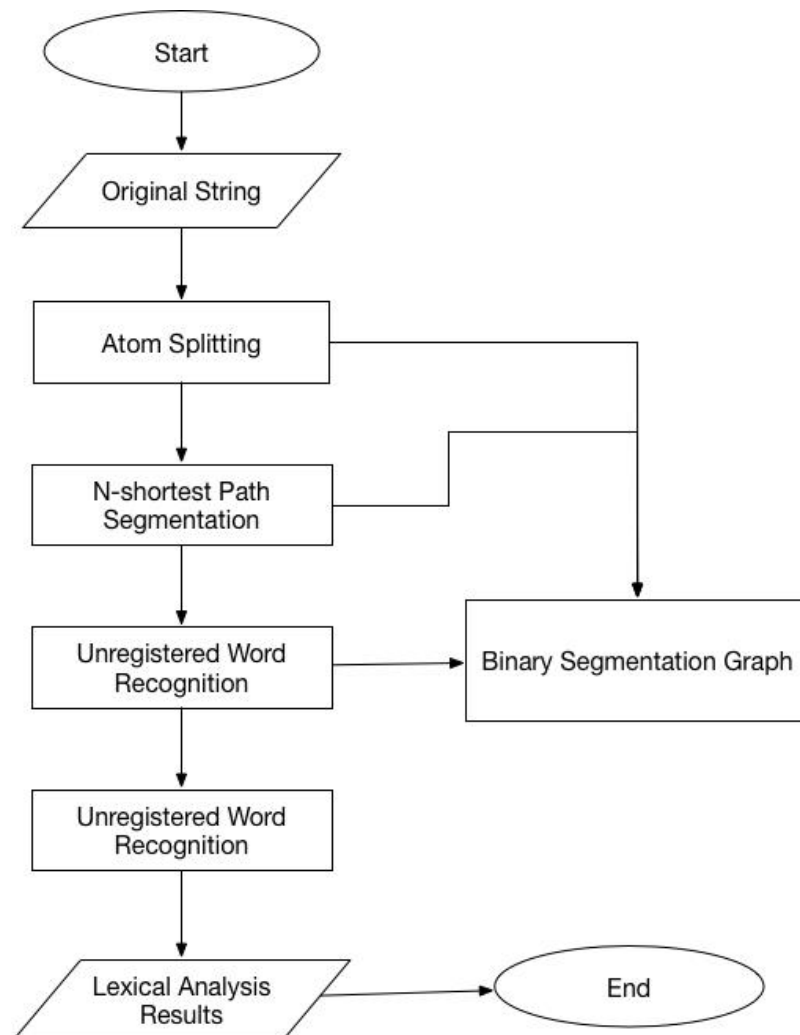 Start
Original String
Atom Splitting
N-shortest Path
Segmentation
Unregistered Word
Recognition
Binary Segmentation Graph
Unregistered Word
Recognition
Lexical Analysis
Results
End